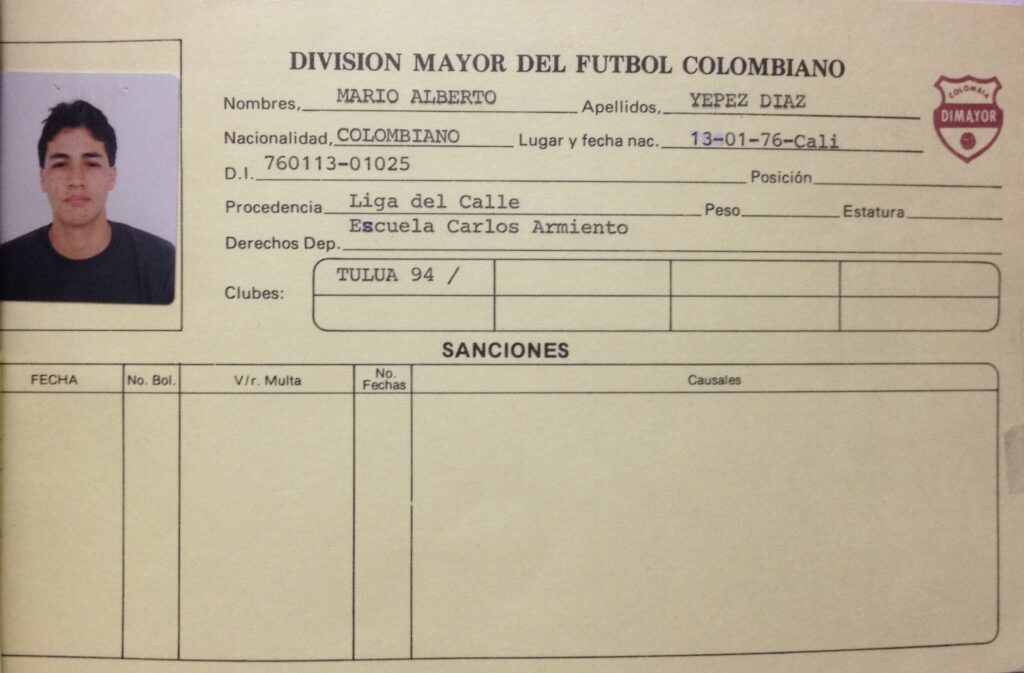 DIVISION MAYOR DEL FUTBOL COLOMBIANO
Nombres, MARIO ALBERTO Apellidos, YEPEZ DIAZ
COLOMBIA
DIMAYOR
Nacionalidad, COLOMBIANO Lugar y fecha nac. 13-01-76-Cali
D.I. 760113-01025 Posición
Procedencia Liga del Calle Peso Estatura
Escuela Carlos Armiento
Derechos Dep.
Clubes: TULUA 94 /
SANCIONES
FECHA No. Bol. V/r. Multa No. Fechas Causales